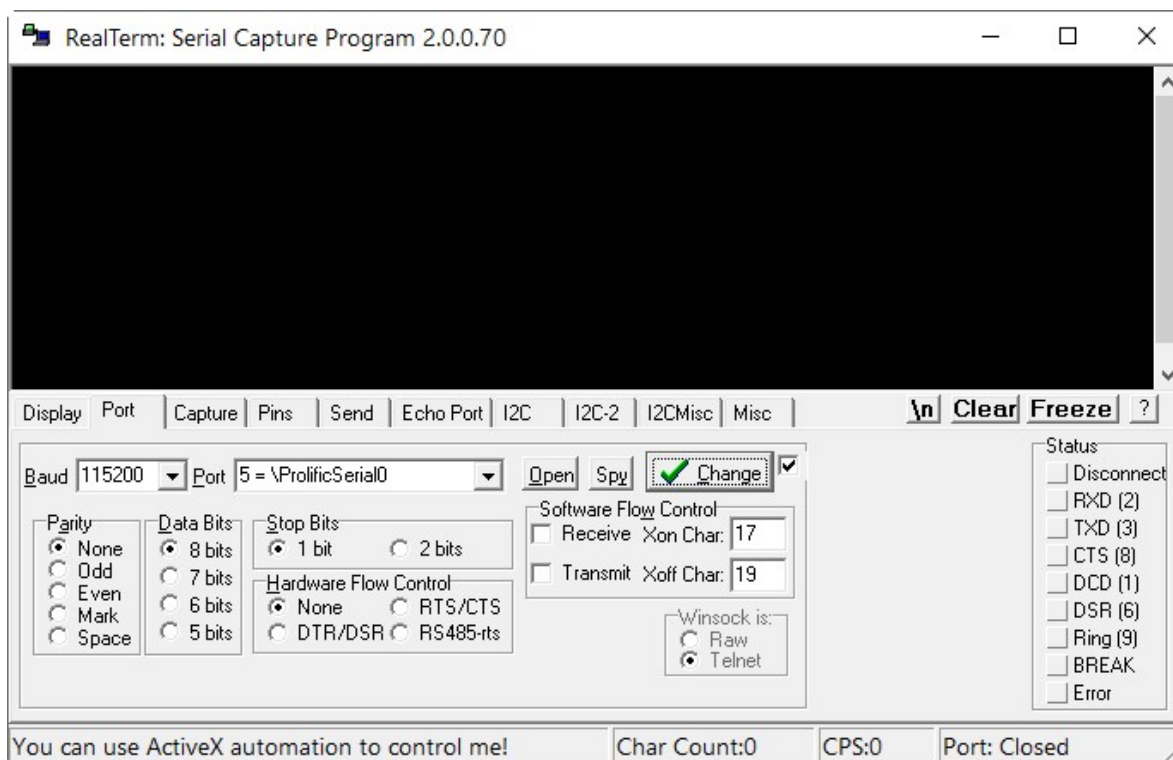 RealTerm: Serial Capture Program 2.0.0.70
Display Port Capture Pins Send Echo Port I2C I2C-2 I2CMisc Misc \n Clear Freeze ?
Baud 115200 Port 5 = \ProlificSerial0 Open Spy Change
Parity
None
Odd
Even
Mark
Space
Data Bits
8 bits
7 bits
6 bits
5 bits
Stop Bits
1 bit 2 bits
Hardware Flow Control
None RTS/CTS
DTR/DSR RS485-rts
Software Flow Control
Receive Xon Char: 17
Transmit Xoff Char: 19
Winsock is:
Raw
Telnet
Status
Disconnect
RXD (2)
TXD (3)
CTS (8)
DCD (1)
DSR (6)
Ring (9)
BREAK
Error
You can use ActiveX automation to control me! Char Count:0 CPS:0 Port: Closed